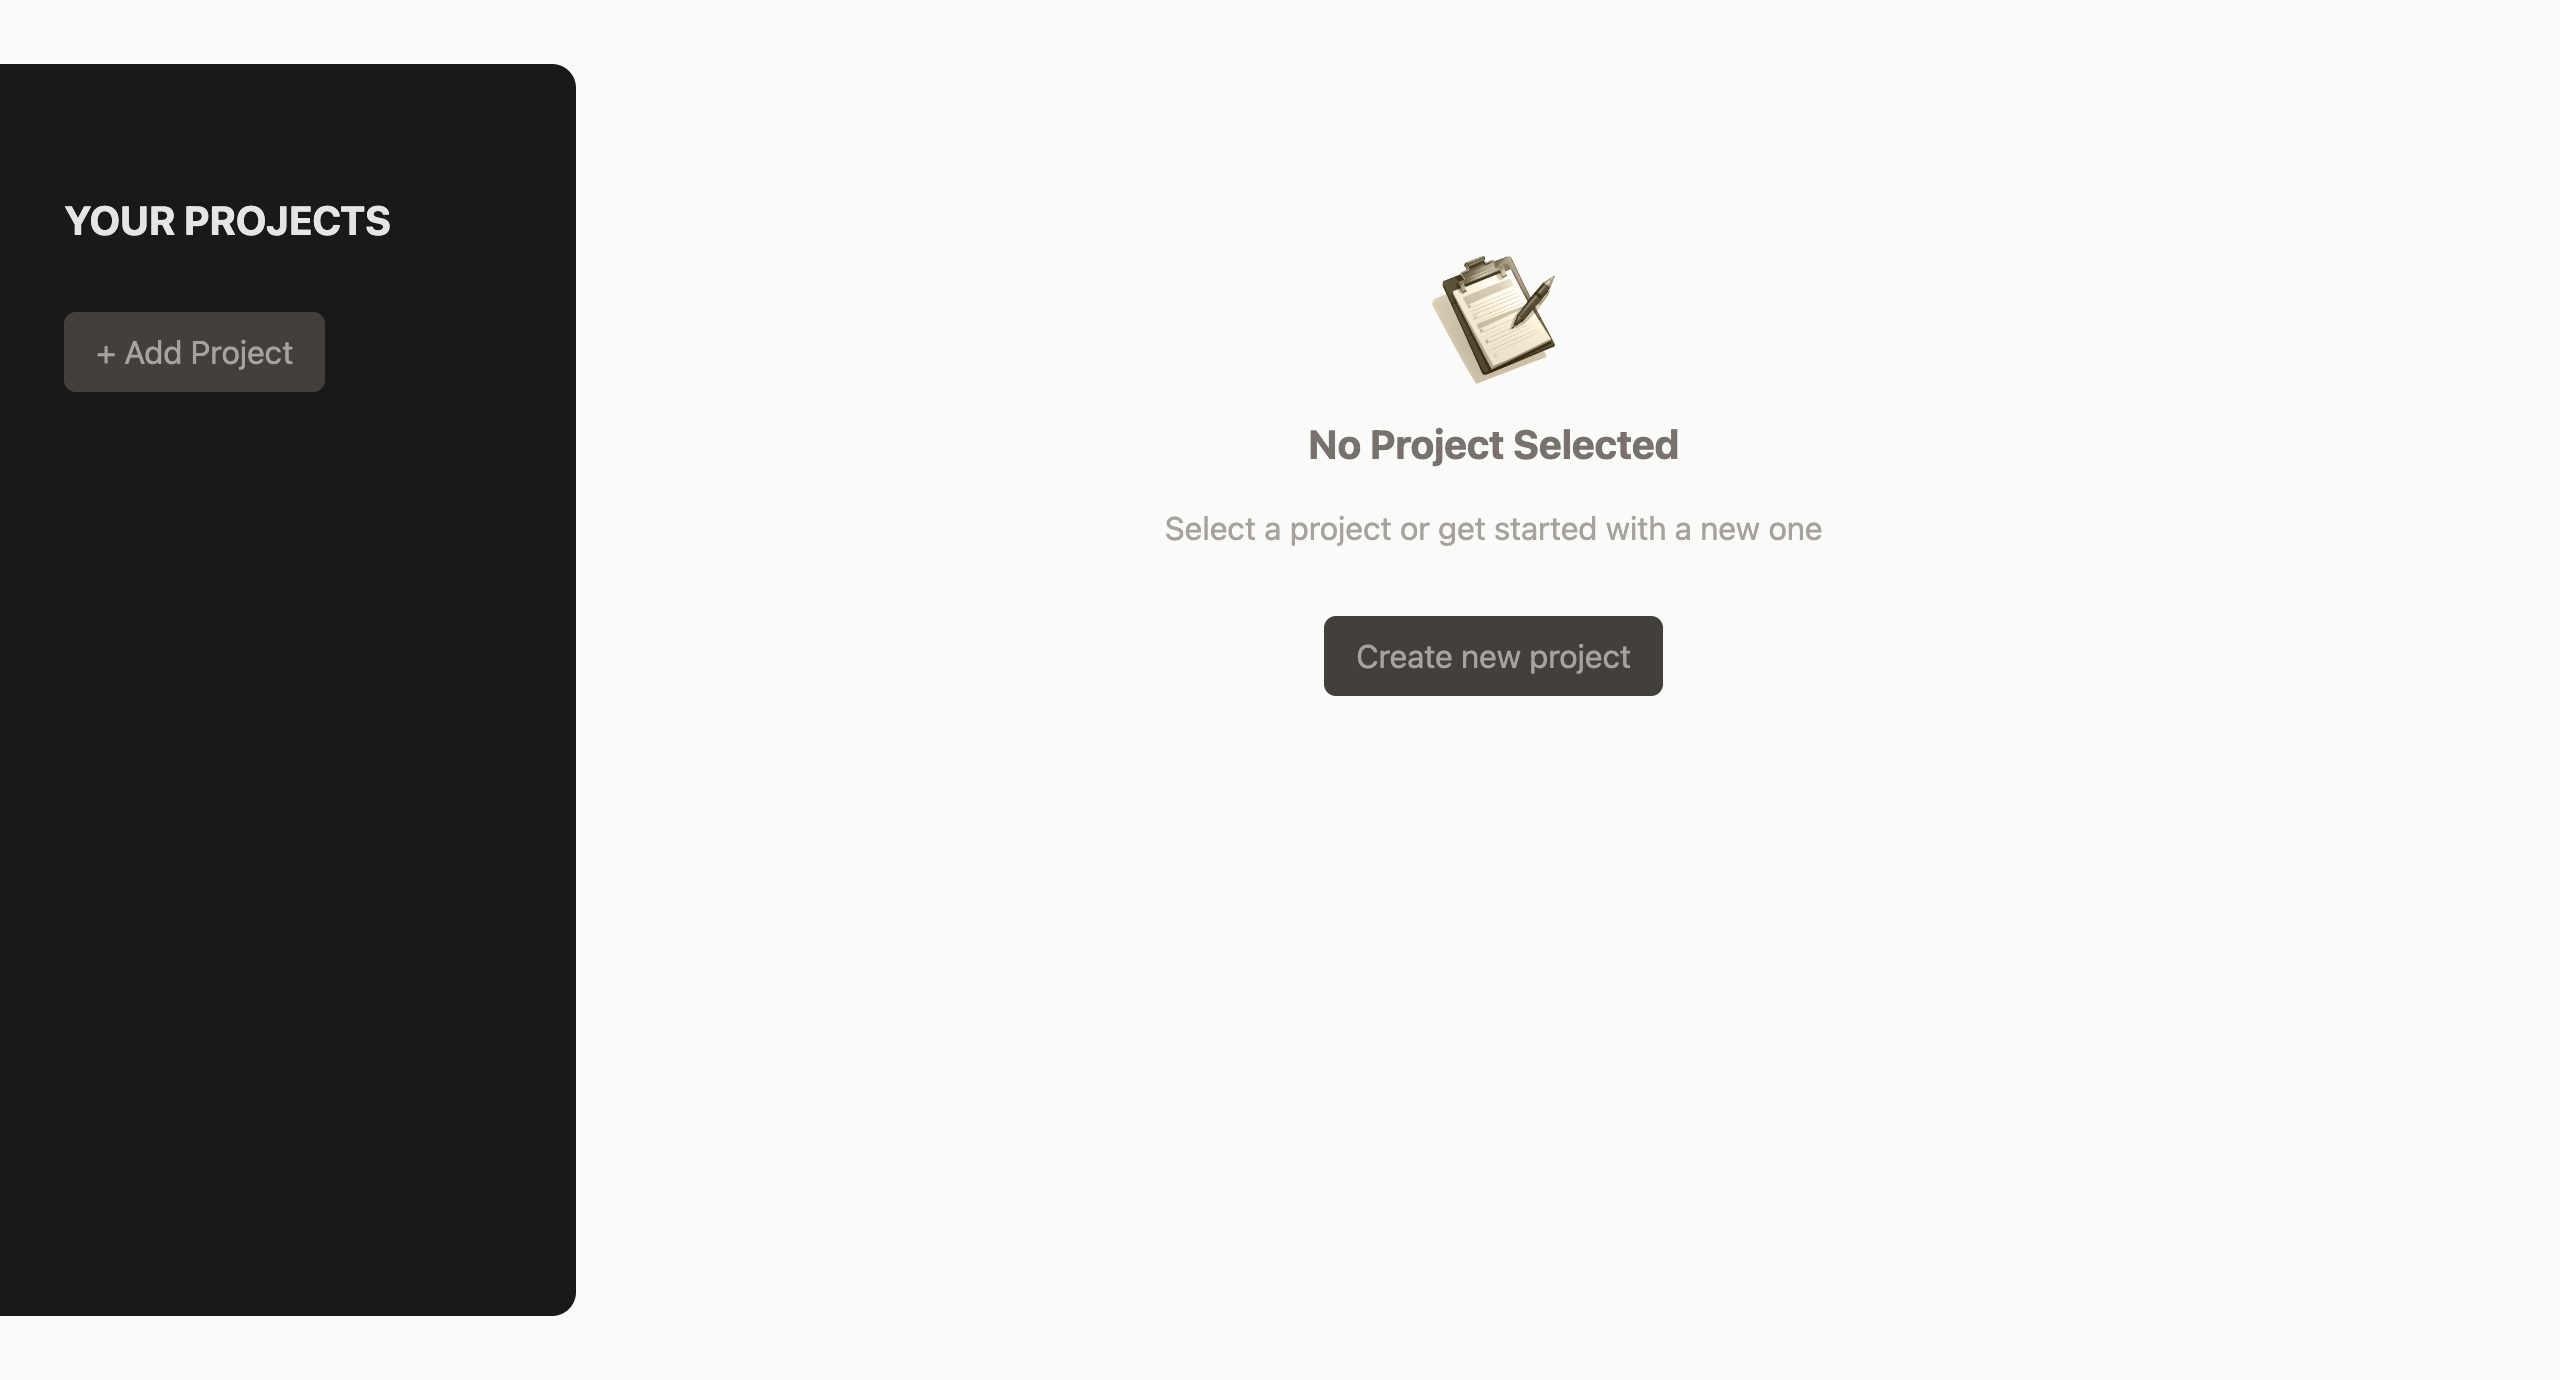 YOUR PROJECTS
+ Add Project
No Project Selected
Select a project or get started with a new one
Create new project